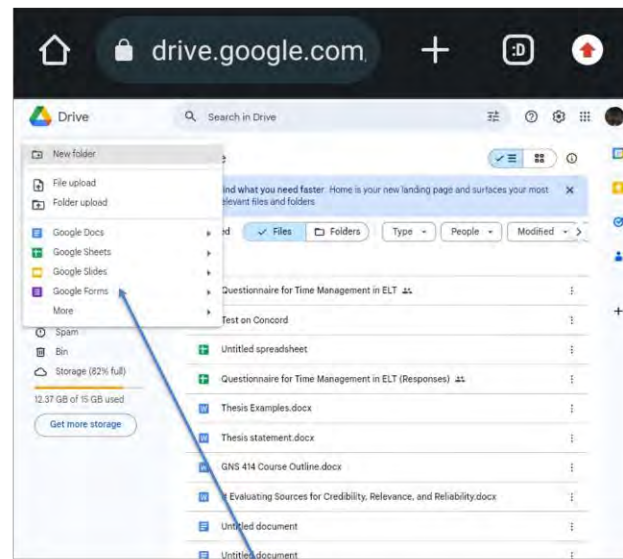 drive.google.com
:D
Drive
Search in Drive
New folder
File upload
Folder upload
Google Docs
Google Sheets
Google Slides
Google Forms
More
Spam
Bin
Storage (82% full)
12.37 GB of 15 GB used
Get more storage
ind what you need faster Home is your new landing page and surfaces your most
elevant files and folders
ed
Files
Folders
Type
People
Modified
Questionnaire for Time Management in ELT
Test on Concord
Untitled spreadsheet
Questionnaire for Time Management in ELT (Responses)
Thesis Examples.docx
Thesis statement.docx
GNS 414 Course Outline.docx
Evaluating Sources for Credibility, Relevance, and Reliability.docx
Untitled document
Untitled document